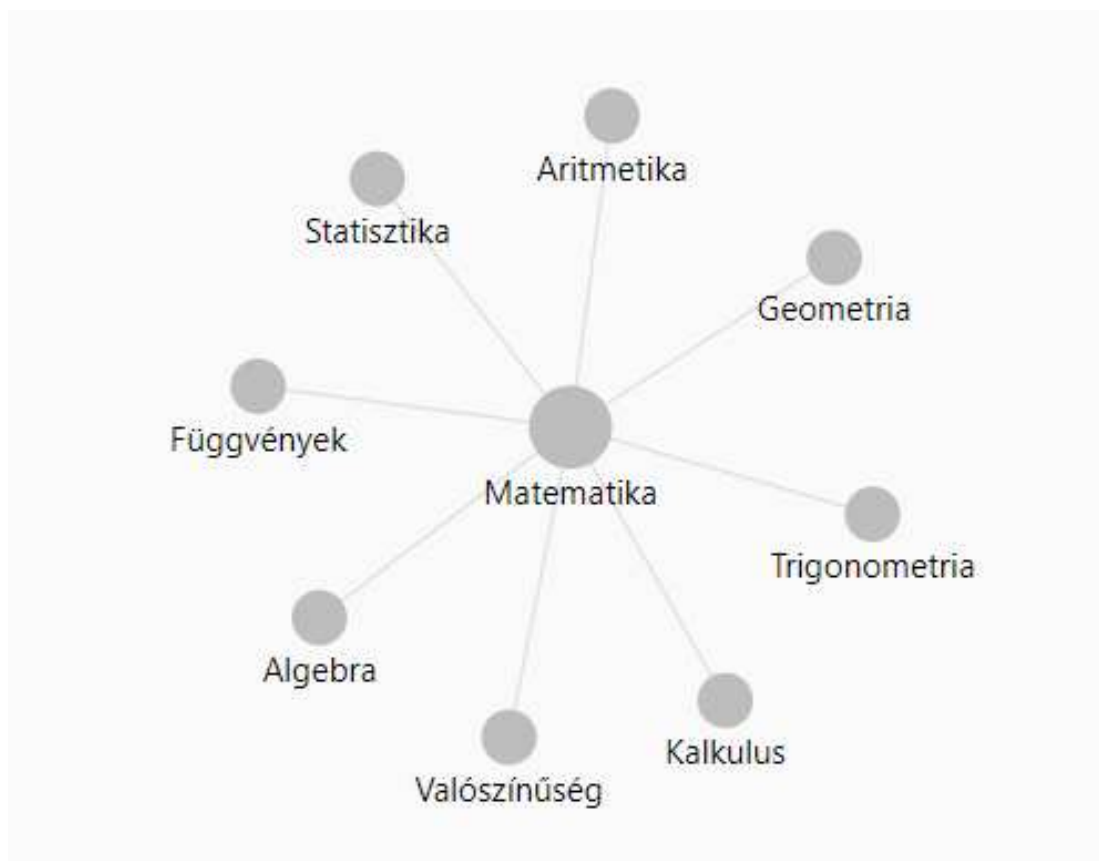 Aritmetika
Statisztika
Geometria
Függvények
Matematika
Trigonometria
Algebra
Kalkulus
Valószínűség